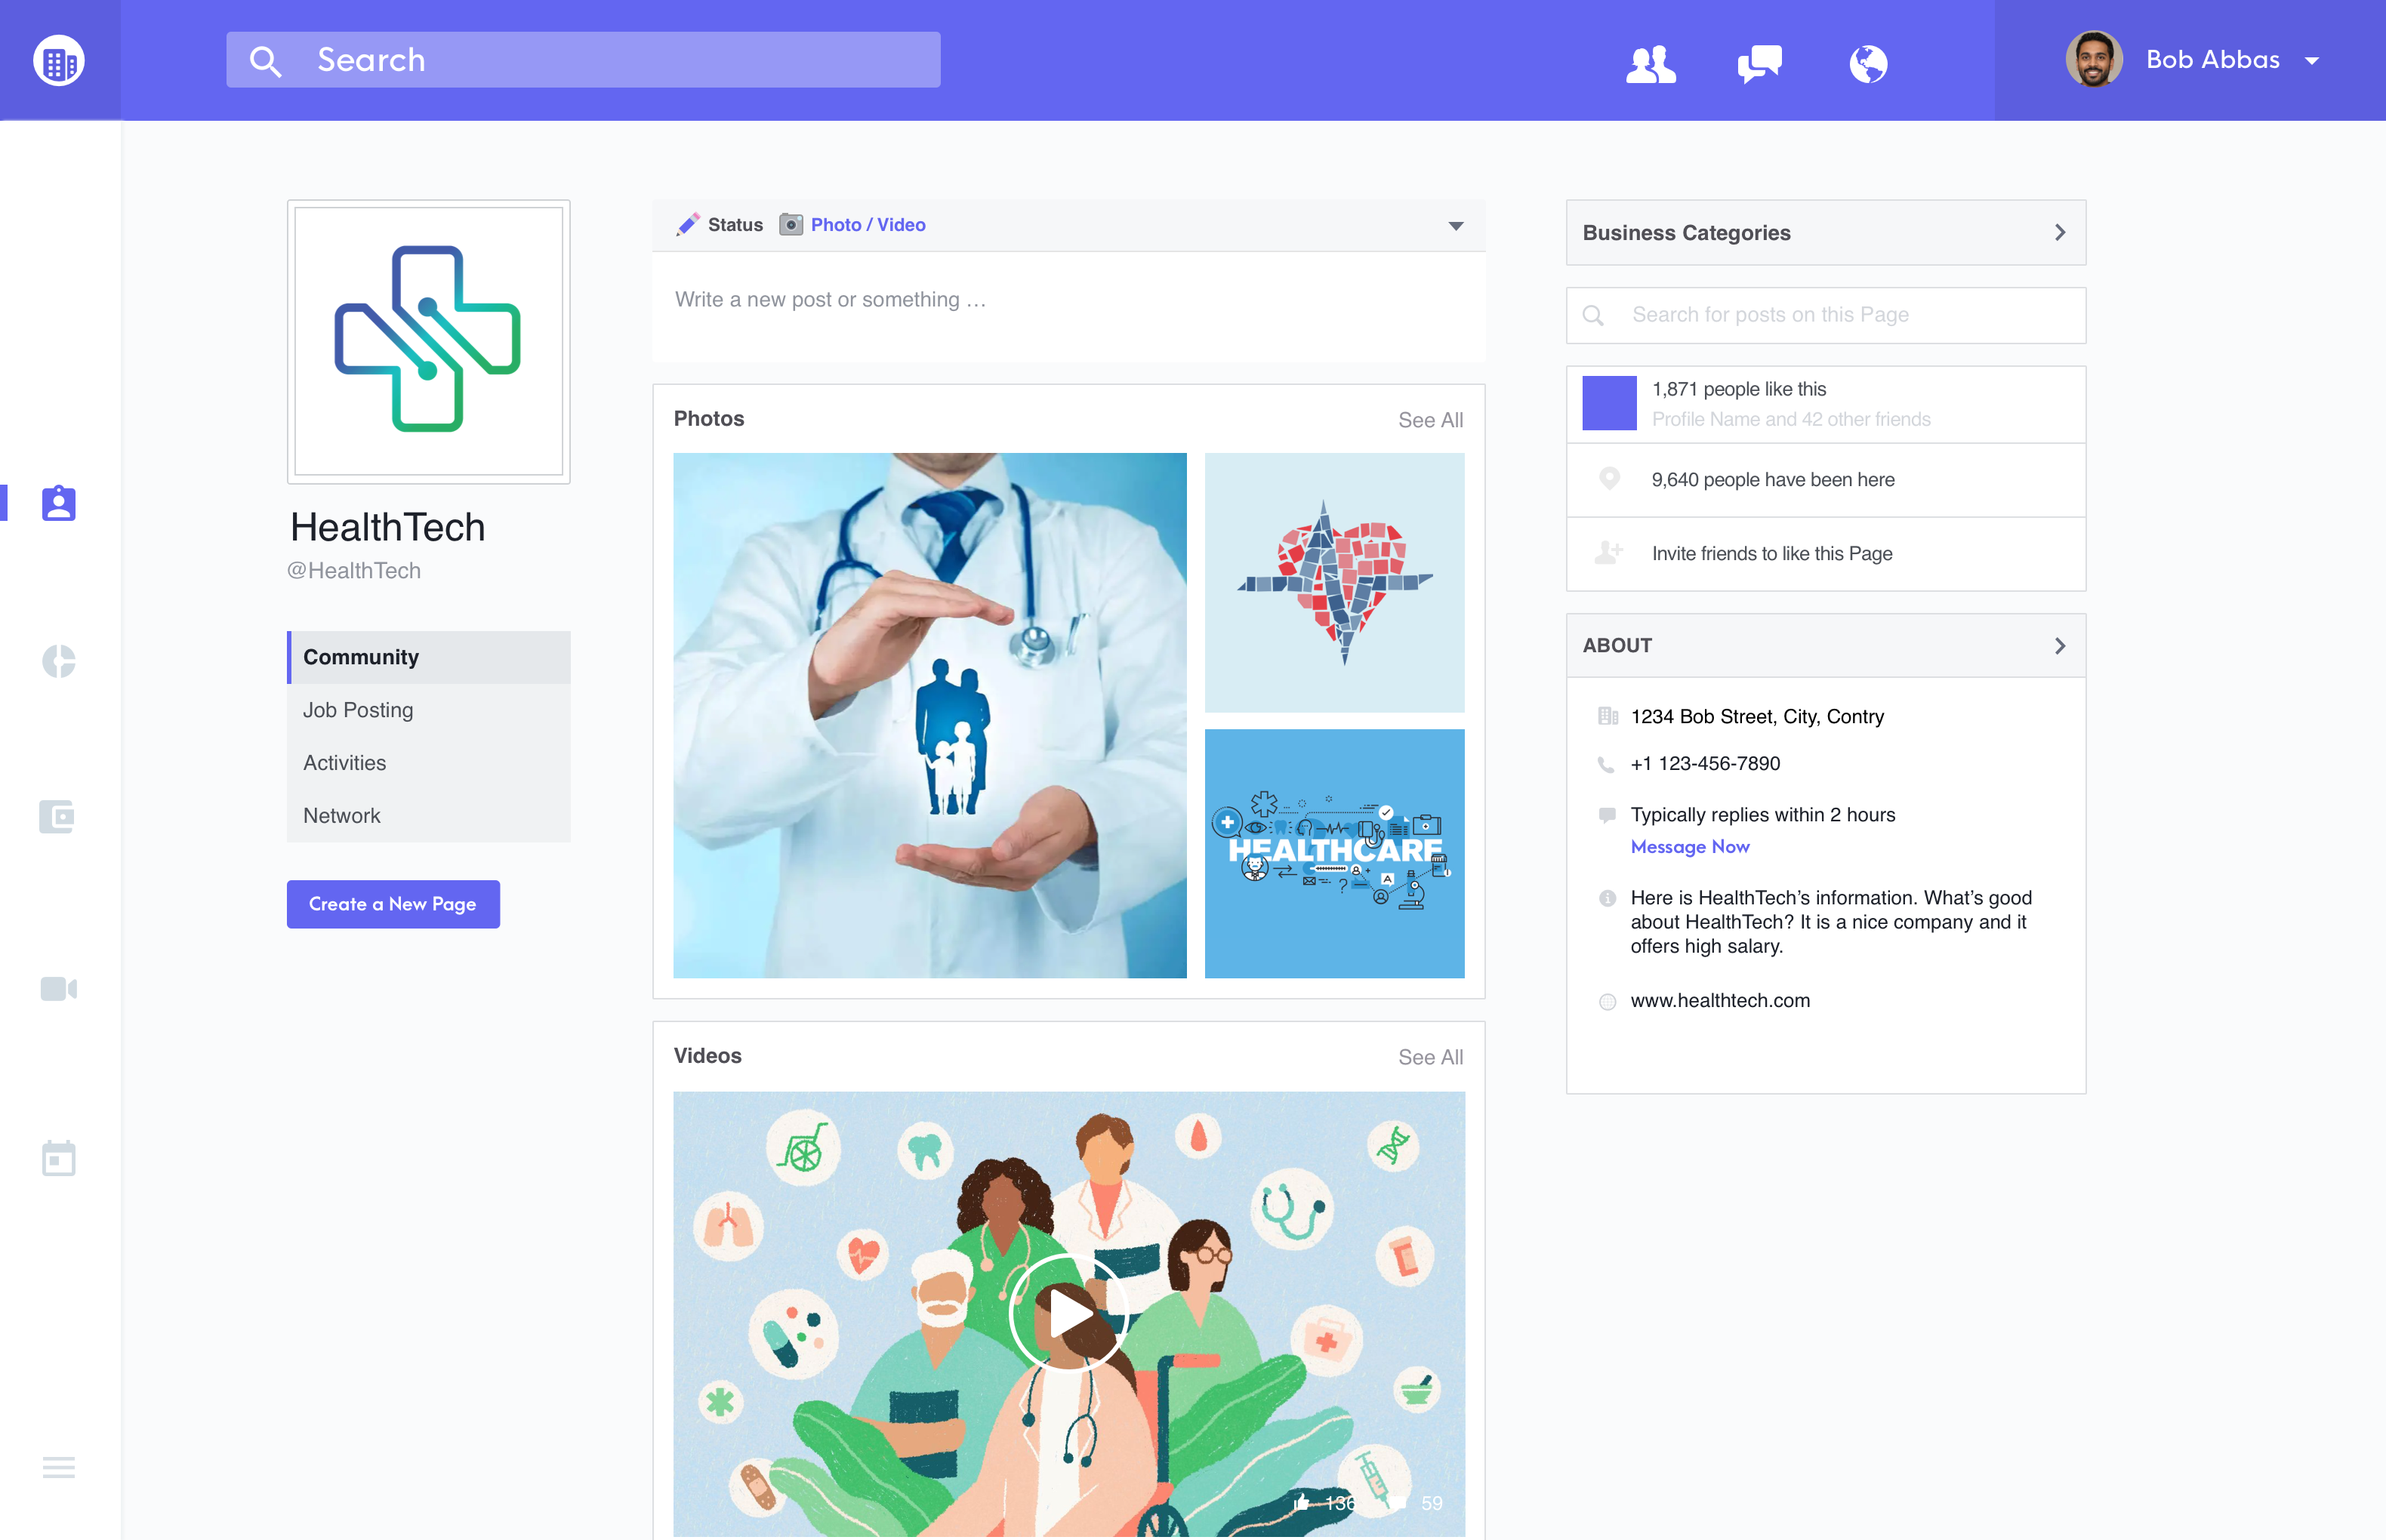 Search
Bob Abbas
HealthTech
@HealthTech
Community
Job Posting
Activities
Network
Create a New Page
Status
Photo / Video
Write a new post or something …
Photos
See All
HEALTHCARE
Videos
See All
136
59
Business Categories
Search for posts on this Page
1,871 people like this
Profile Name and 42 other friends
9,640 people have been here
Invite friends to like this Page
ABOUT
1234 Bob Street, City, Contry
+1 123-456-7890
Typically replies within 2 hours
Message Now
Here is HealthTech’s information. What’s good
about HealthTech? It is a nice company and it
offers high salary.
www.healthtech.com